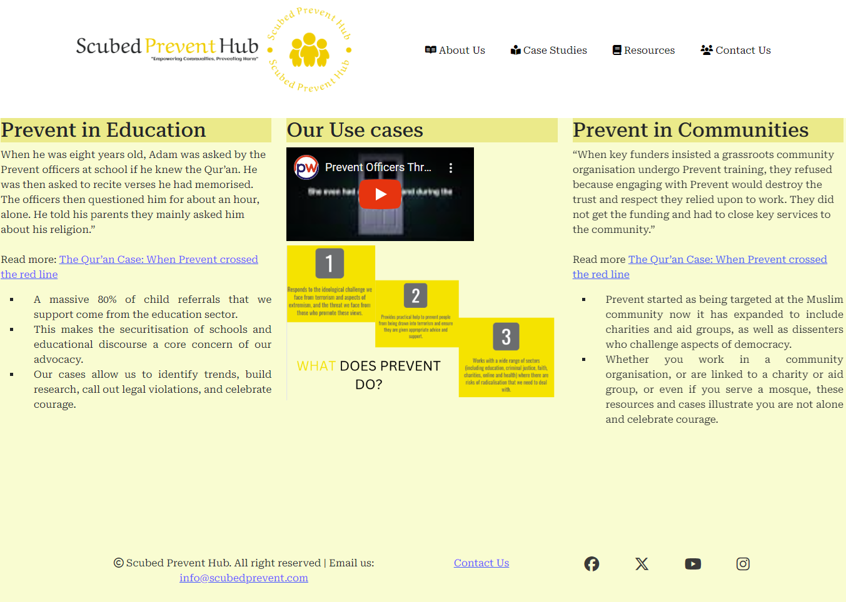 Scubed Prevent Hub
"Empowering Communities, Preventing Harm"
Scubed Prevent Hub
Scubed Prevent Hub
About Us
Case Studies
Resources
Contact Us
Prevent in Education
When he was eight years old, Adam was asked by the
Prevent officers at school if he knew the Qur’an. He
was then asked to recite verses he had memorised.
The officers then questioned him for about an hour,
alone. He told his parents they mainly asked him
about his religion.”
Read more: The Qur’an Case: When Prevent crossed
the red line
A massive 80% of child referrals that we
support come from the education sector.
This makes the securitisation of schools and
educational discourse a core concern of our
advocacy.
Our cases allow us to identify trends, build
research, call out legal violations, and celebrate
courage.
Our Use cases
pw
Prevent Officers Thr...
She even had and during the
1
Responds to the ideological challenge we
face from terrorism and aspects of
extremism, and the threat we face from
those who promote these views.
2
Provides practical help to prevent people
from being drawn into terrorism and ensure
they are given appropriate advice and
support.
3
Works with a wide range of sectors
(including education, criminal justice, faith,
charities, online and health) where there are
risks of radicalisation that we need to deal
with.
WHAT DOES PREVENT
DO?
Prevent in Communities
“When key funders insisted a grassroots community
organisation undergo Prevent training, they refused
because engaging with Prevent would destroy the
trust and respect they relied upon to work. They did
not get the funding and had to close key services to
the community.”
Read more The Qur’an Case: When Prevent crossed
the red line
Prevent started as being targeted at the Muslim
community now it has expanded to include
charities and aid groups, as well as dissenters
who challenge aspects of democracy.
Whether you work in a community
organisation, or are linked to a charity or aid
group, or even if you serve a mosque, these
resources and cases illustrate you are not alone
and celebrate courage.
© Scubed Prevent Hub. All right reserved | Email us:
info@scubedprevent.com
Contact Us